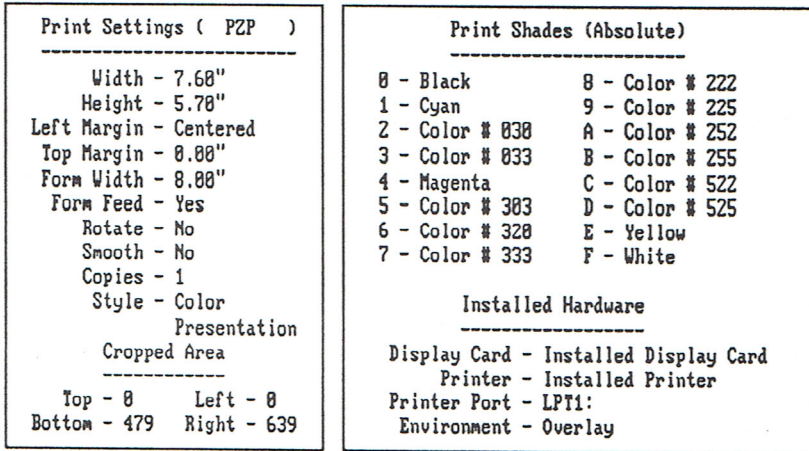 Print Settings ( PZP )
Width - 7.60"
Height - 5.70"
Left Margin - Centered
Top Margin - 0.00"
Form Width - 8.00"
Form Feed - Yes
Rotate - No
Smooth - No
Copies - 1
Style - Color
Presentation
Cropped Area
Top - 0 Left - 0
Bottom - 479 Right - 639
Print Shades (Absolute)
0 - Black 8 - Color # 222
1 - Cyan 9 - Color # 225
2 - Color # 030 A - Color # 252
3 - Color # 033 B - Color # 255
4 - Magenta C - Color # 522
5 - Color # 303 D - Color # 525
6 - Color # 320 E - Yellow
7 - Color # 333 F - White
Installed Hardware
Display Card - Installed Display Card
Printer - Installed Printer
Printer Port - LPT1:
Environment - Overlay